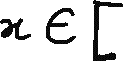 x ∈ [